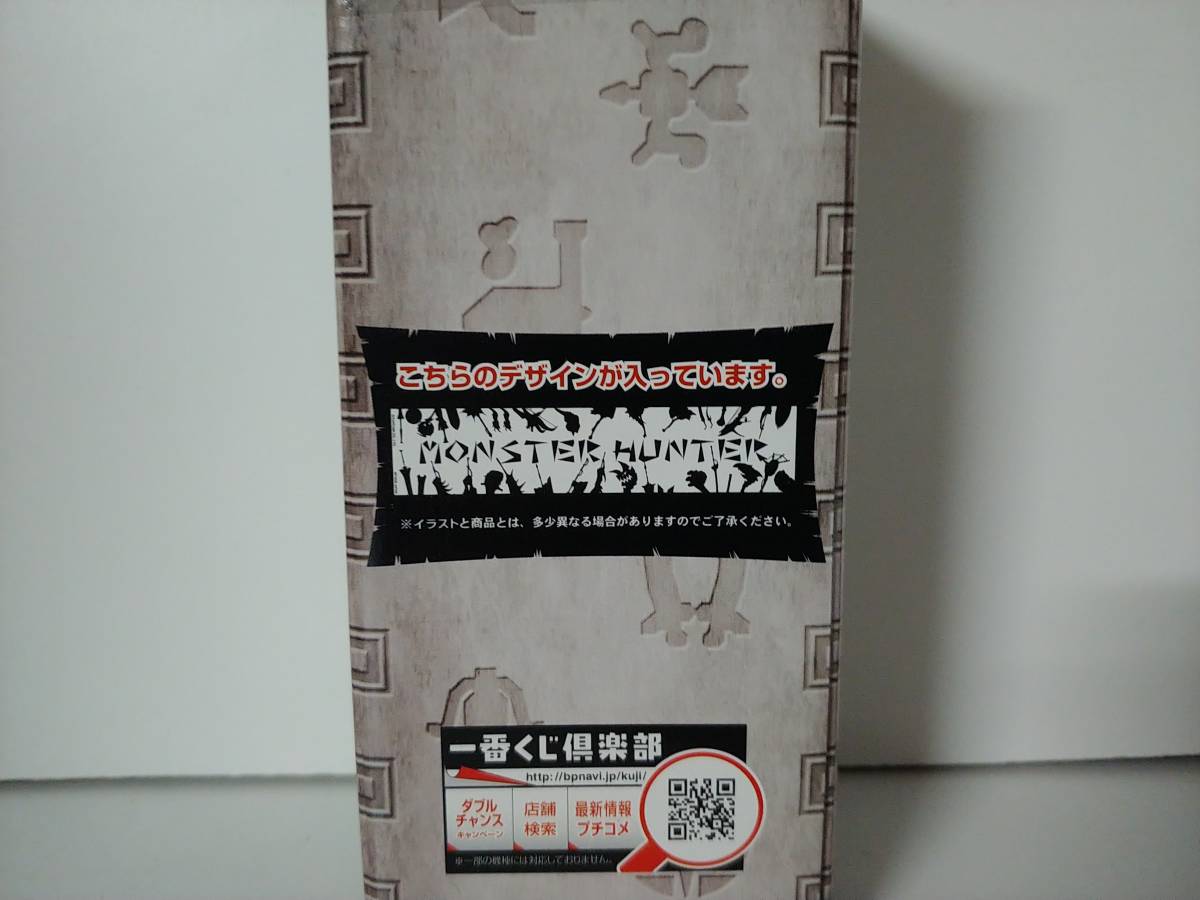 こちらのデザインが入っています。
MONSTER HUNTER
※イラストと商品とは、多少異なる場合がありますのでご了承ください。
一番くじ倶楽部
http://bpnavi.jp/kuji/
ダブル
チャンス
キャンペーン
店舗
検索
最新情報
プチコメ
※一部の機種には対応しておりません。